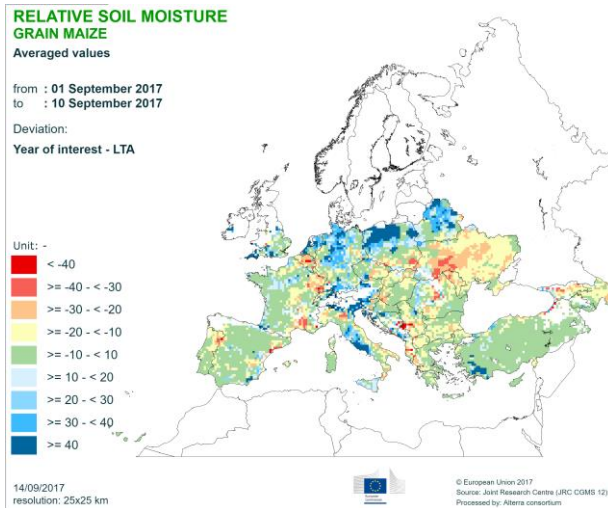 RELATIVE SOIL MOISTURE
GRAIN MAIZE
Averaged values
from : 01 September 2017
to : 10 September 2017
Deviation:
Year of interest - LTA
Unit: -
< -40
>= -40 - < -30
>= -30 - < -20
>= -20 - < -10
>= -10 - < 10
>= 10 - < 20
>= 20 - < 30
>= 30 - < 40
>= 40
14/09/2017
resolution: 25x25 km
© European Union 2017
Source: Joint Research Centre (JRC CGMS 12)
Processed by: Alterra consortium